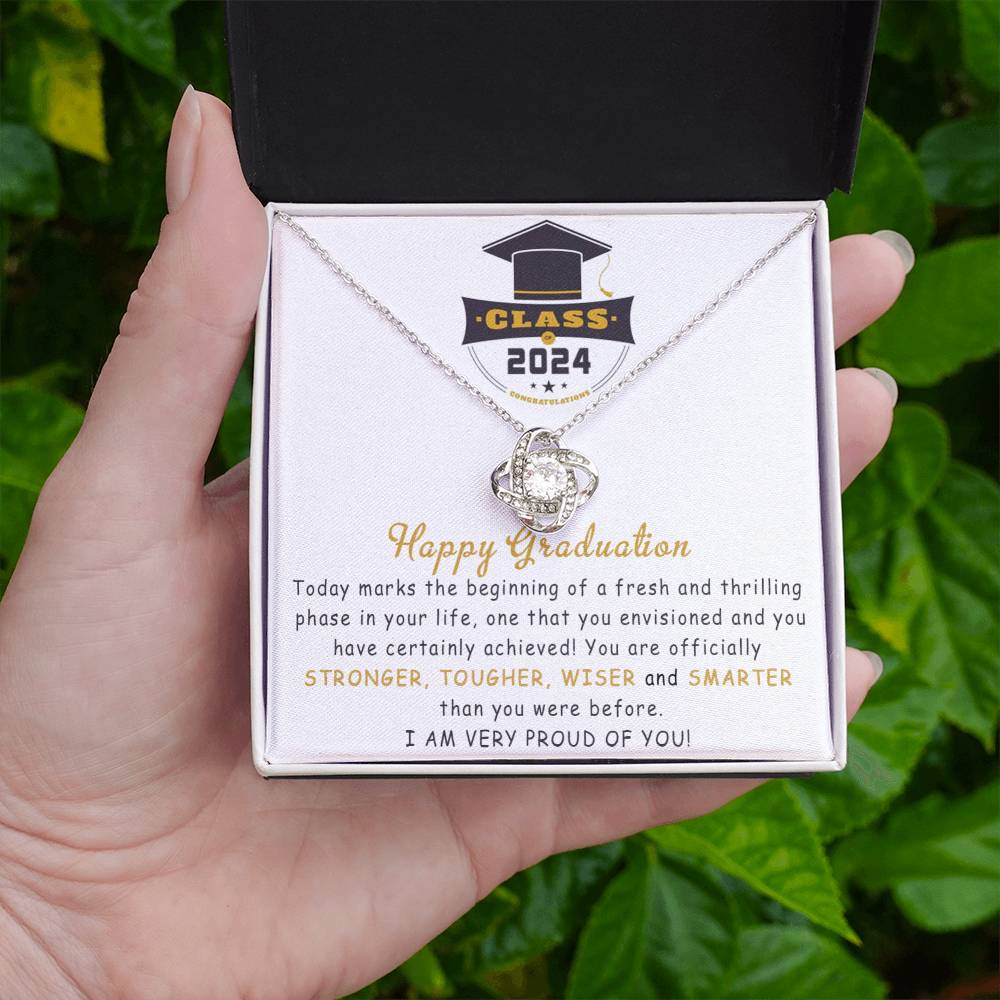 ·CLASS·
OF
2024
CONGRATULATIONS
Happy Graduation
Today marks the beginning of a fresh and thrilling
phase in your life, one that you envisioned and you
have certainly achieved! You are officially
STRONGER, TOUGHER, WISER and SMARTER
than you were before.
I AM VERY PROUD OF YOU!